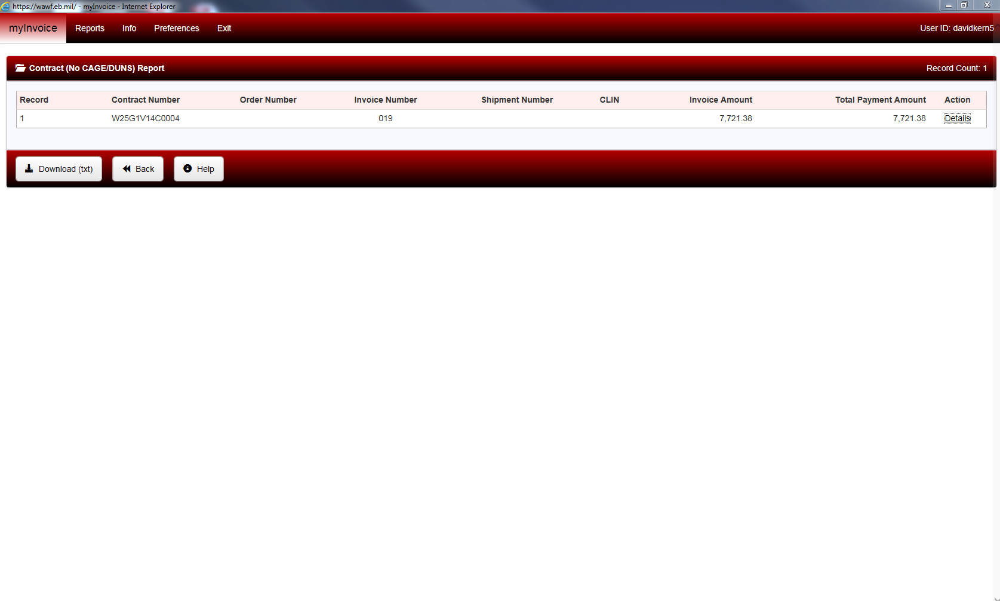 https://wawf.eb.mil/ - myInvoice - Internet Explorer
myInvoice Reports Info Preferences Exit User ID: davidkern5
Contract (No CAGE/DUNS) Report Record Count: 1
Record Contract Number Order Number Invoice Number Shipment Number CLIN Invoice Amount Total Payment Amount Action
1 W25G1V14C0004 019 7,721.38 7,721.38 Details
Download (txt) Back Help